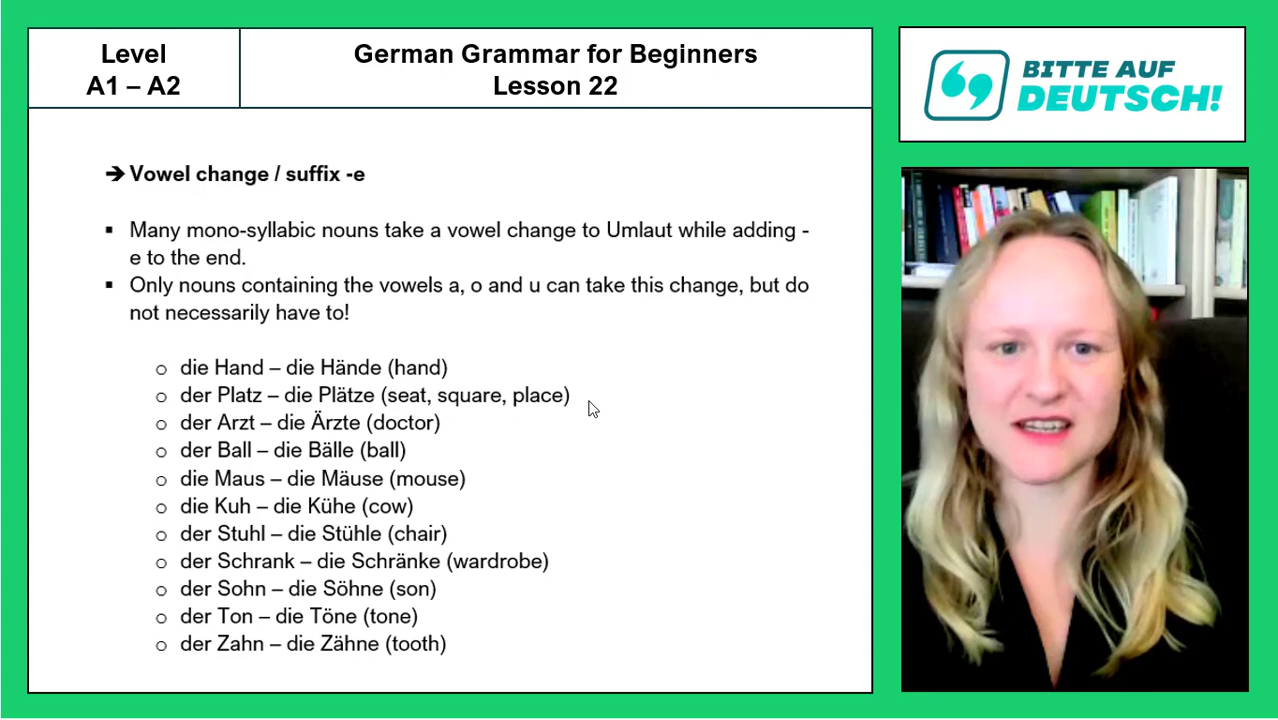 Level
A1 – A2
German Grammar for Beginners
Lesson 22
BITTE AUF
DEUTSCH!
➔ Vowel change / suffix -e
▪ Many mono-syllabic nouns take a vowel change to Umlaut while adding -
e to the end.
▪ Only nouns containing the vowels a, o and u can take this change, but do
not necessarily have to!
o die Hand – die Hände (hand)
o der Platz – die Plätze (seat, square, place)
o der Arzt – die Ärzte (doctor)
o der Ball – die Bälle (ball)
o die Maus – die Mäuse (mouse)
o die Kuh – die Kühe (cow)
o der Stuhl – die Stühle (chair)
o der Schrank – die Schränke (wardrobe)
o der Sohn – die Söhne (son)
o der Ton – die Töne (tone)
o der Zahn – die Zähne (tooth)